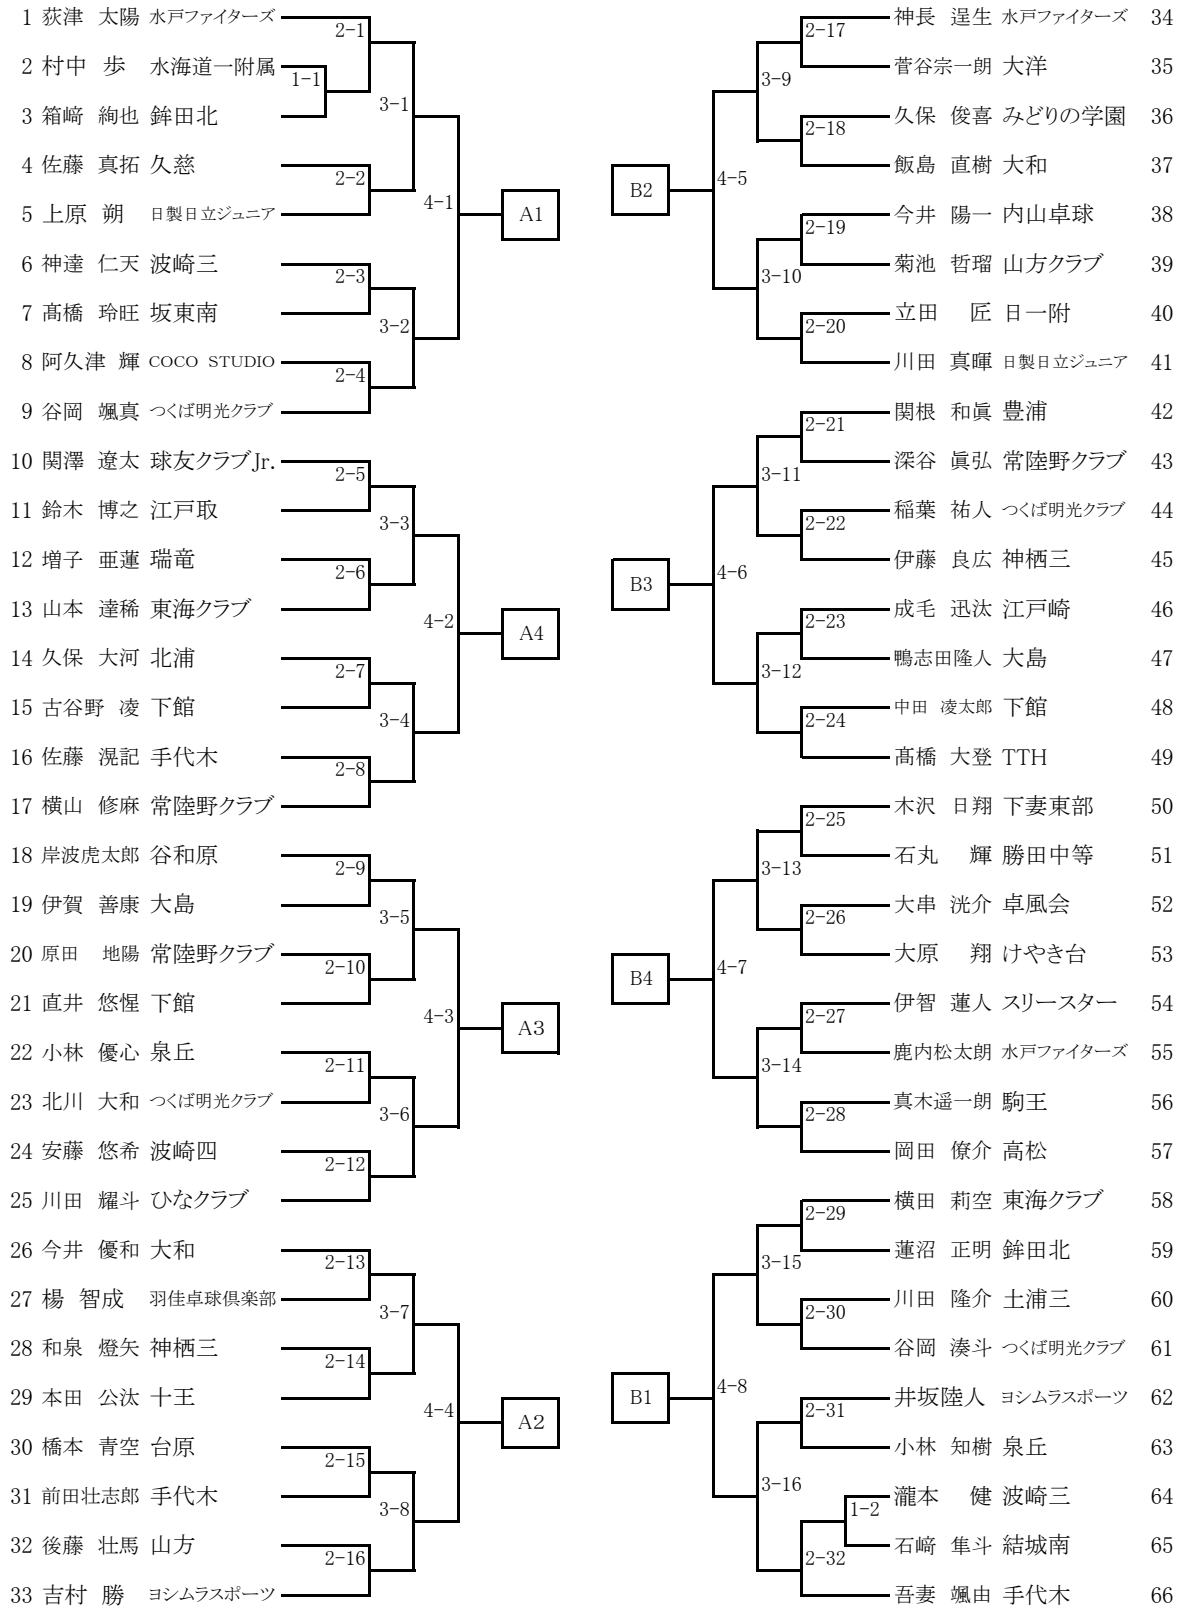 1 荻津 太陽 水戸ファイターズ
2 村中 歩 水海道一附属
3 箱﨑 絢也 鉾田北
4 佐藤 真拓 久慈
5 上原 朔 日製日立ジュニア
6 神達 仁天 波崎三
7 髙橋 玲旺 坂東南
8 阿久津 輝 COCO STUDIO
9 谷岡 颯真 つくば明光クラブ
10 関澤 遼太 球友クラブJr.
11 鈴木 博之 江戸取
12 増子 亜蓮 瑞竜
13 山本 達稀 東海クラブ
14 久保 大河 北浦
15 古谷野 凌 下館
16 佐藤 滉記 手代木
17 横山 修麻 常陸野クラブ
18 岸波虎太郎 谷和原
19 伊賀 善康 大島
20 原田 地陽 常陸野クラブ
21 直井 悠惺 下館
22 小林 優心 泉丘
23 北川 大和 つくば明光クラブ
24 安藤 悠希 波崎四
25 川田 耀斗 ひなクラブ
26 今井 優和 大和
27 楊 智成 羽佳卓球倶楽部
28 和泉 燈矢 神栖三
29 本田 公汰 十王
30 橋本 青空 台原
31 前田壮志郎 手代木
32 後藤 壮馬 山方
33 吉村 勝 ヨシムラスポーツ
1-1
2-1
2-2
2-3
2-4
2-5
2-6
2-7
2-8
2-9
2-10
2-11
2-12
2-13
2-14
2-15
2-16
3-1
3-2
3-3
3-4
3-5
3-6
3-7
3-8
4-1
4-2
4-3
4-4
A1
A4
A3
A2
B2
B3
B4
B1
4-5
4-6
4-7
4-8
3-9
3-10
3-11
3-12
3-13
3-14
3-15
3-16
2-17
2-18
2-19
2-20
2-21
2-22
2-23
2-24
2-25
2-26
2-27
2-28
2-29
2-30
2-31
2-32
1-2
神長 逞生 水戸ファイターズ 34
菅谷宗一朗 大洋 35
久保 俊喜 みどりの学園 36
飯島 直樹 大和 37
今井 陽一 内山卓球 38
菊池 哲瑠 山方クラブ 39
立田 匠 日一附 40
川田 真暉 日製日立ジュニア 41
関根 和眞 豊浦 42
深谷 眞弘 常陸野クラブ 43
稲葉 祐人 つくば明光クラブ 44
伊藤 良広 神栖三 45
成毛 迅汰 江戸崎 46
鴨志田隆人 大島 47
中田 凌太郎 下館 48
髙橋 大登 TTH 49
木沢 日翔 下妻東部 50
石丸 輝 勝田中等 51
大串 洸介 卓風会 52
大原 翔 けやき台 53
伊智 蓮人 スリースター 54
鹿内松太朗 水戸ファイターズ 55
真木遥一朗 駒王 56
岡田 僚介 高松 57
横田 莉空 東海クラブ 58
蓮沼 正明 鉾田北 59
川田 隆介 土浦三 60
谷岡 湊斗 つくば明光クラブ 61
井坂陸人 ヨシムラスポーツ 62
小林 知樹 泉丘 63
瀧本 健 波崎三 64
石﨑 隼斗 結城南 65
吾妻 颯由 手代木 66